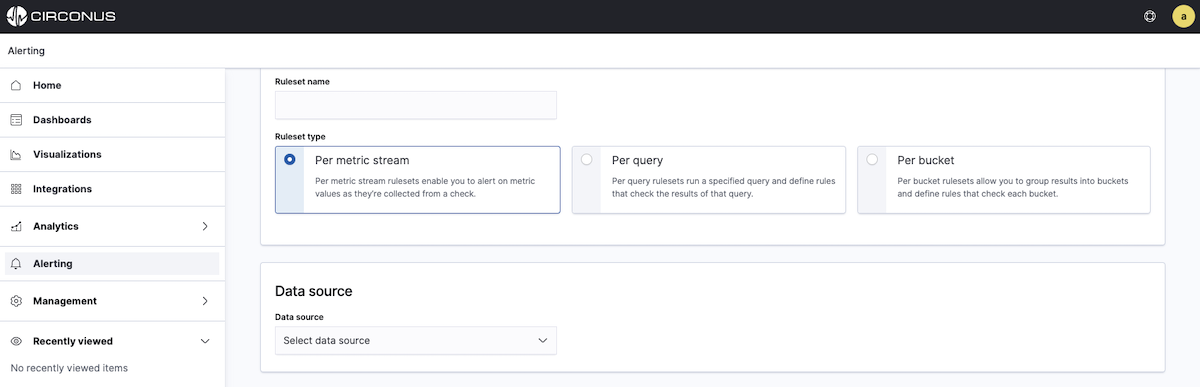 CIRCONUS
a
Alerting
Home
Dashboards
Visualizations
Integrations
Analytics
Alerting
Management
Recently viewed
No recently viewed items
Ruleset name
Ruleset type
Per metric stream
Per metric stream rulesets enable you to alert on metric
values as they're collected from a check.
Per query
Per query rulesets run a specified query and define rules
that check the results of that query.
Per bucket
Per bucket rulesets allow you to group results into buckets
and define rules that check each bucket.
Data source
Data source
Select data source